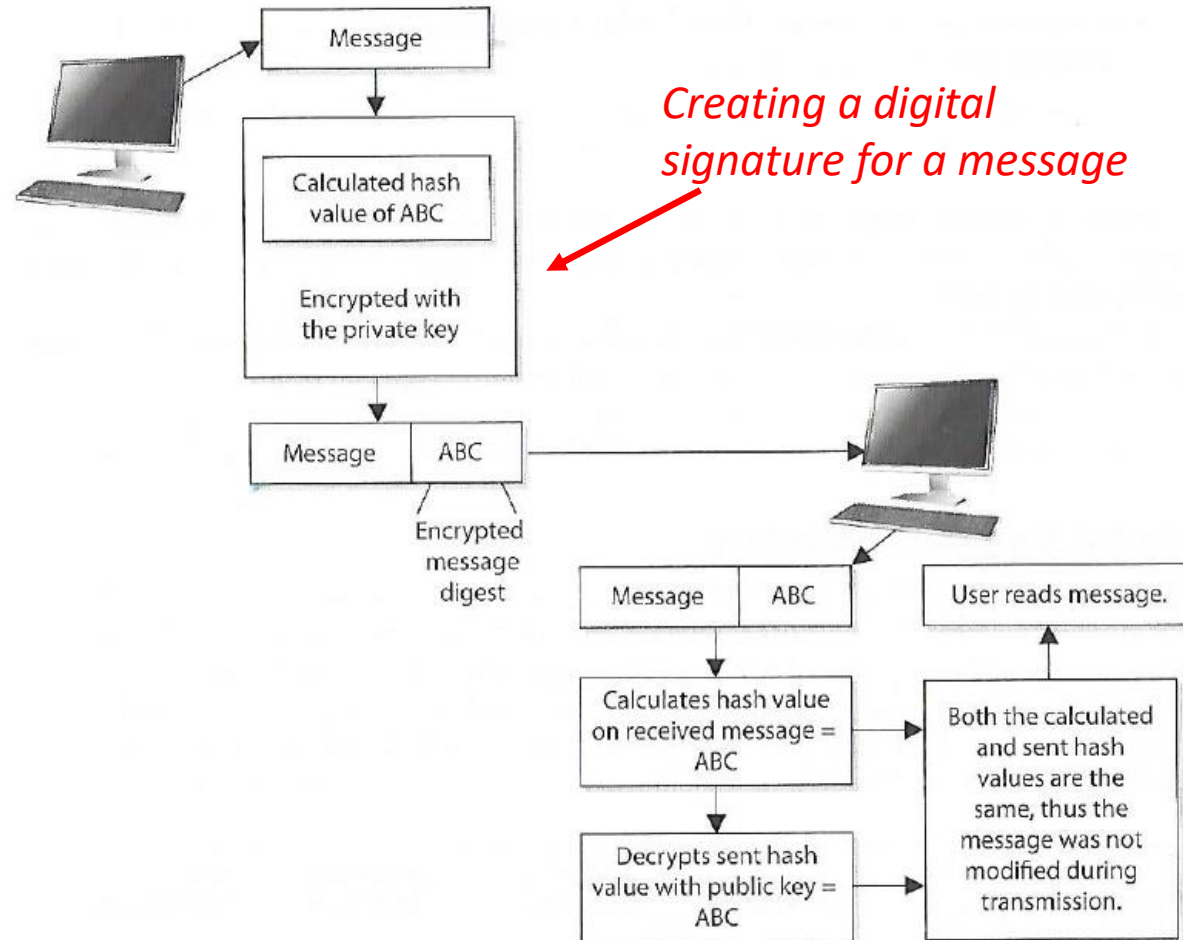 Message
Creating a digital
signature for a message
Calculated hash
value of ABC
Encrypted with
the private key
Message
ABC
Encrypted
message
digest
Message
ABC
User reads message.
Calculates hash value
on received message =
ABC
Both the calculated
and sent hash
values are the
same, thus the
message was not
modified during
transmission.
Decrypts sent hash
value with public key =
ABC